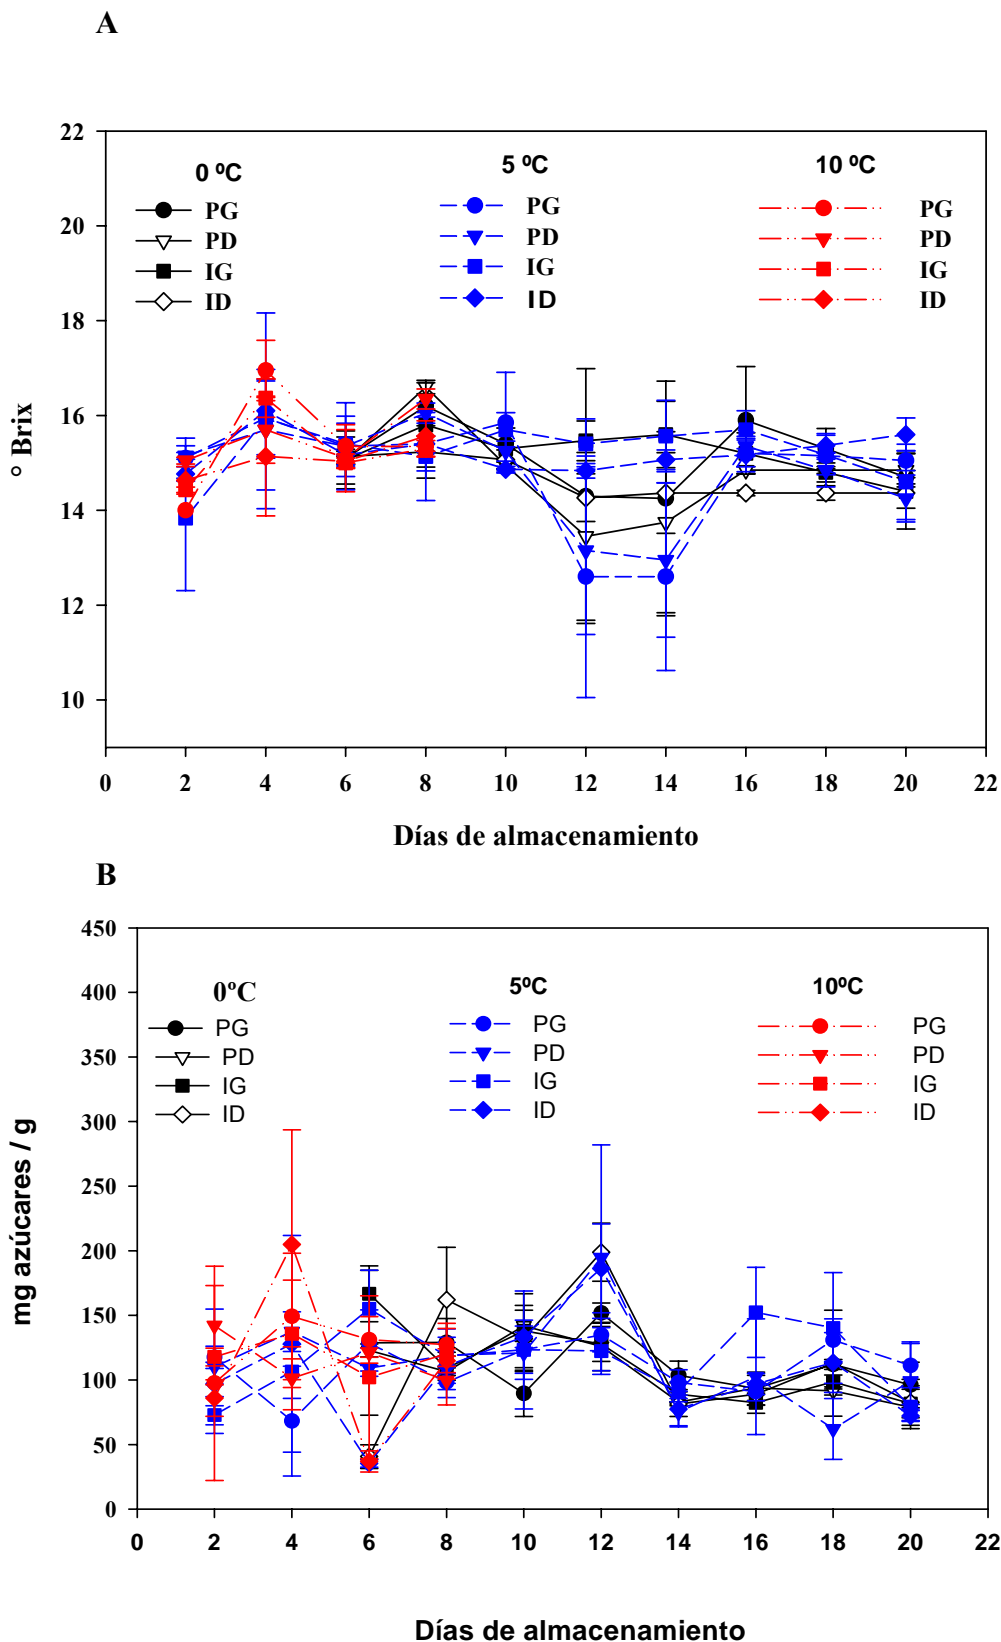 A
22
20
18
16
14
12
10
° Brix
0 ºC
PG
PD
IG
ID
5 ºC
PG
PD
IG
ID
10 ºC
PG
PD
IG
ID
0 2 4 6 8 10 12 14 16 18 20 22
Días de almacenamiento
B
450
400
350
300
250
200
150
100
50
0
mg azúcares / g
0ºC
PG
PD
IG
ID
5ºC
PG
PD
IG
ID
10ºC
PG
PD
IG
ID
0 2 4 6 8 10 12 14 16 18 20 22
Días de almacenamiento